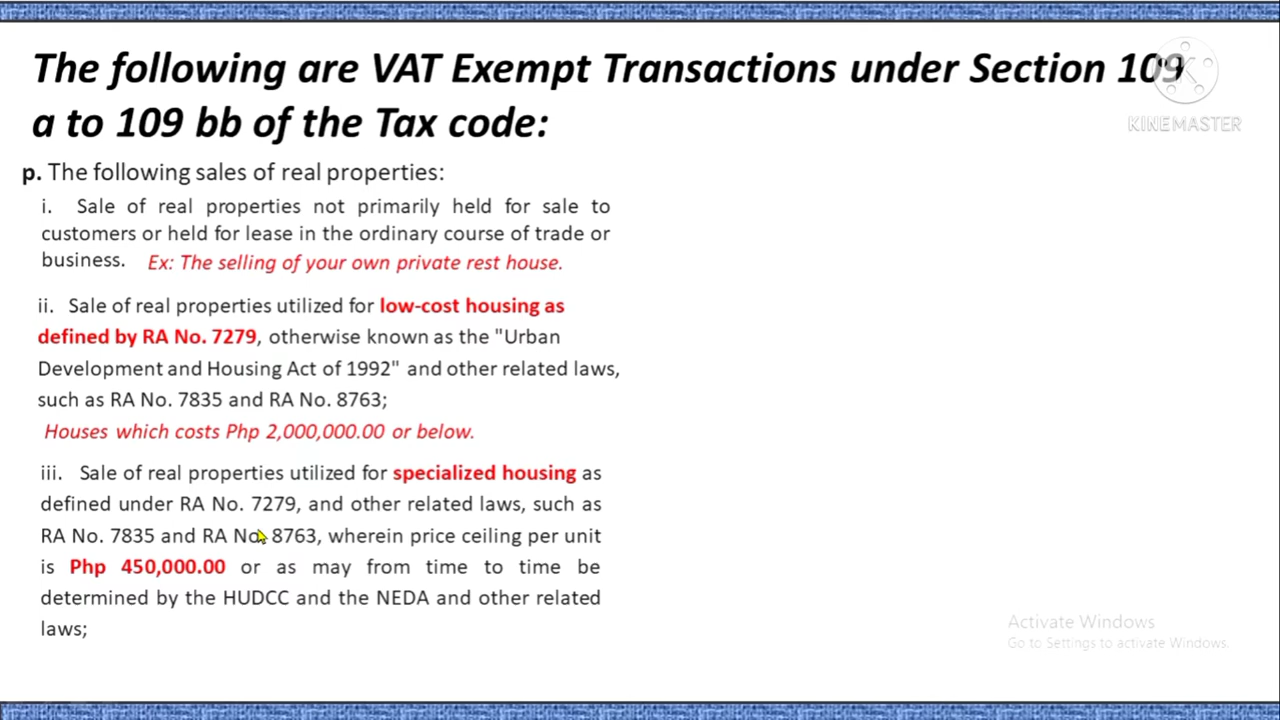 The following are VAT Exempt Transactions under Section 109
a to 109 bb of the Tax code:
KINEMASTER
p. The following sales of real properties:
i. Sale of real properties not primarily held for sale to
customers or held for lease in the ordinary course of trade or
business. Ex: The selling of your own private rest house.
ii. Sale of real properties utilized for low-cost housing as
defined by RA No. 7279, otherwise known as the "Urban
Development and Housing Act of 1992" and other related laws,
such as RA No. 7835 and RA No. 8763;
Houses which costs Php 2,000,000.00 or below.
iii. Sale of real properties utilized for specialized housing as
defined under RA No. 7279, and other related laws, such as
RA No. 7835 and RA No. 8763, wherein price ceiling per unit
is Php 450,000.00 or as may from time to time be
determined by the HUDCC and the NEDA and other related
laws;
Activate Windows
Go to Settings to activate Windows.